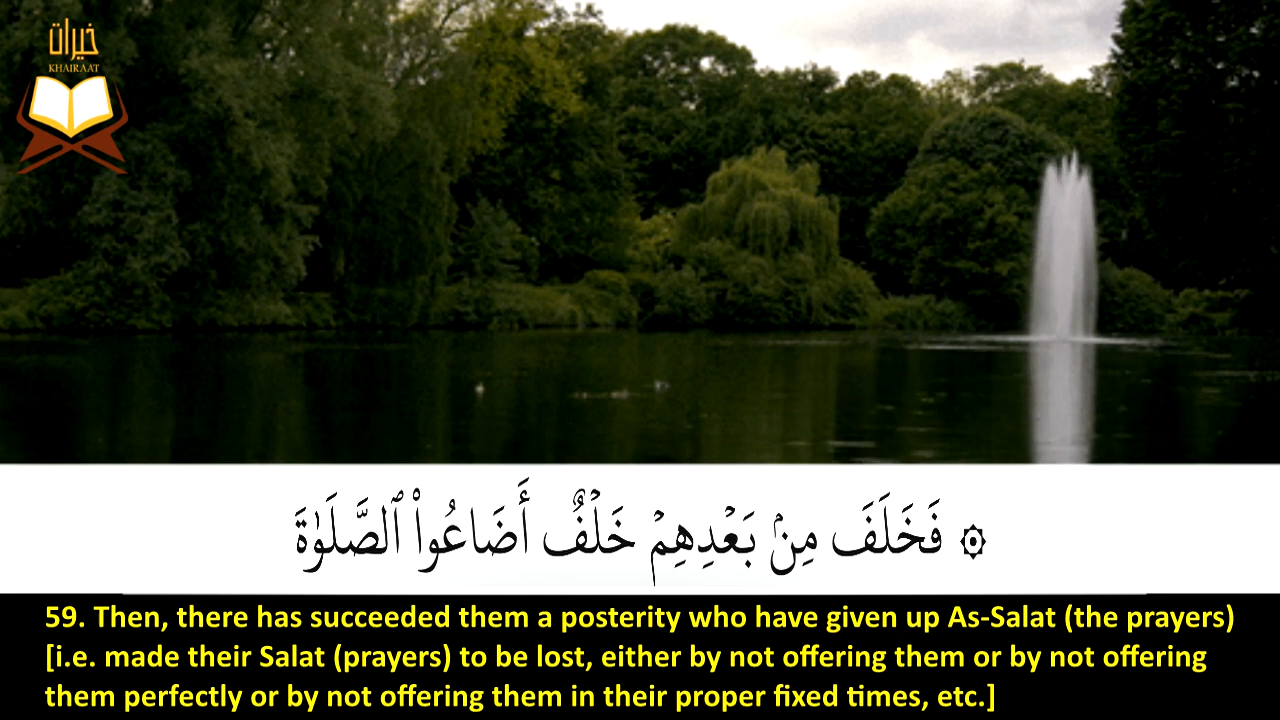 خيرات
KHAIRAAT
۞ فَخَلَفَ مِنۢ بَعۡدِهِمۡ خَلۡفٌ أَضَاعُواْ ٱلصَّلَوٰةَ
59. Then, there has succeeded them a posterity who have given up As-Salat (the prayers)
[i.e. made their Salat (prayers) to be lost, either by not offering them or by not offering
them perfectly or by not offering them in their proper fixed times, etc.]